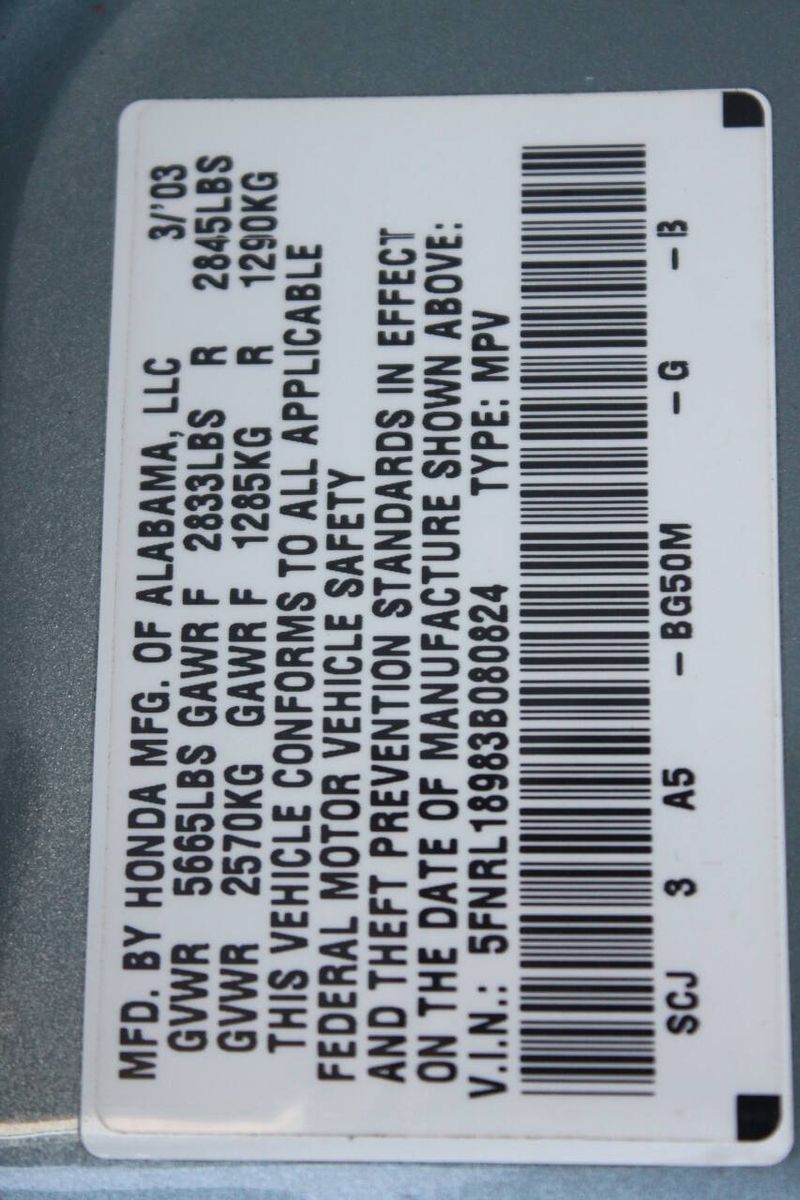 MFD. BY HONDA MFG. OF ALABAMA, LLC 3/'03
GVWR 5665LBS GAWR F 2833LBS R 2845LBS
GVWR 2570KG GAWR F 1285KG R 1290KG
THIS VEHICLE CONFORMS TO ALL APPLICABLE
FEDERAL MOTOR VEHICLE SAFETY
AND THEFT PREVENTION STANDARDS IN EFFECT
ON THE DATE OF MANUFACTURE SHOWN ABOVE:
V.I.N.: 5FNRL18983B080824 TYPE: MPV
SCJ 3 A5 – BG50M – G – B